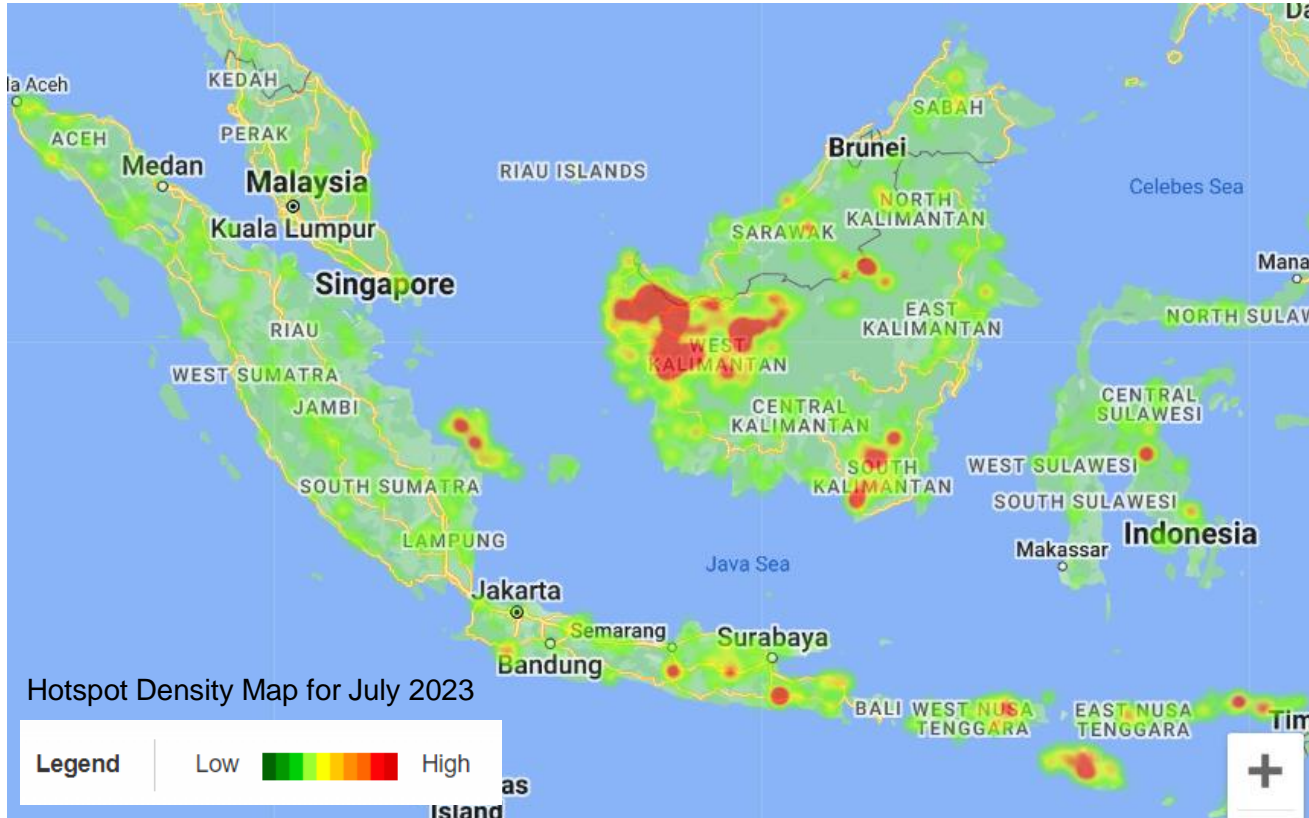 Da
la Aceh
KEDAH
SABAH
ACEH
PERAK
Brunei
Medan
RIAU ISLANDS
Malaysia
Celebes Sea
NORTH
KALIMANTAN
Kuala Lumpur
SARAWAK
Mana
Singapore
EAST
KALIMANTAN
NORTH SULAW
RIAU
WEST
KALIMANTAN
WEST SUMATRA
CENTRAL
SULAWESI
JAMBI
CENTRAL
KALIMANTAN
WEST SULAWESI
SOUTH
KALIMANTAN
SOUTH SUMATRA
SOUTH SULAWESI
LAMPUNG
Indonesia
Makassar
Java Sea
Jakarta
Semarang
Surabaya
Bandung
Hotspot Density Map for July 2023
BALI
WEST NUSA
TENGGARA
EAST NUSA
TENGGARA
Tim
Legend
Low
High
+
as
Island